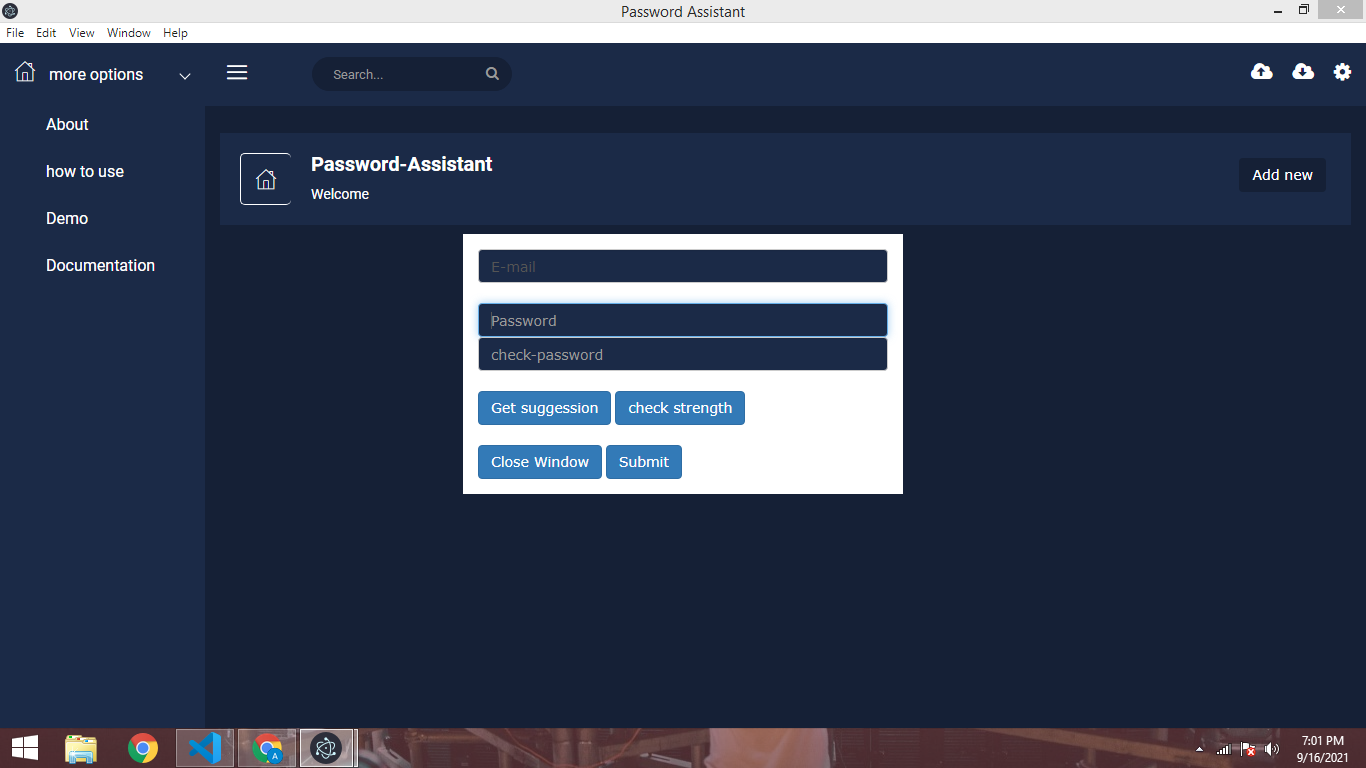 Password Assistant
File Edit View Window Help
more options
Search...
About
how to use
Demo
Documentation
Password-Assistant
Welcome
Add new
E-mail
Password
check-password
Get suggession check strength
Close Window Submit
A
7:01 PM
9/16/2021